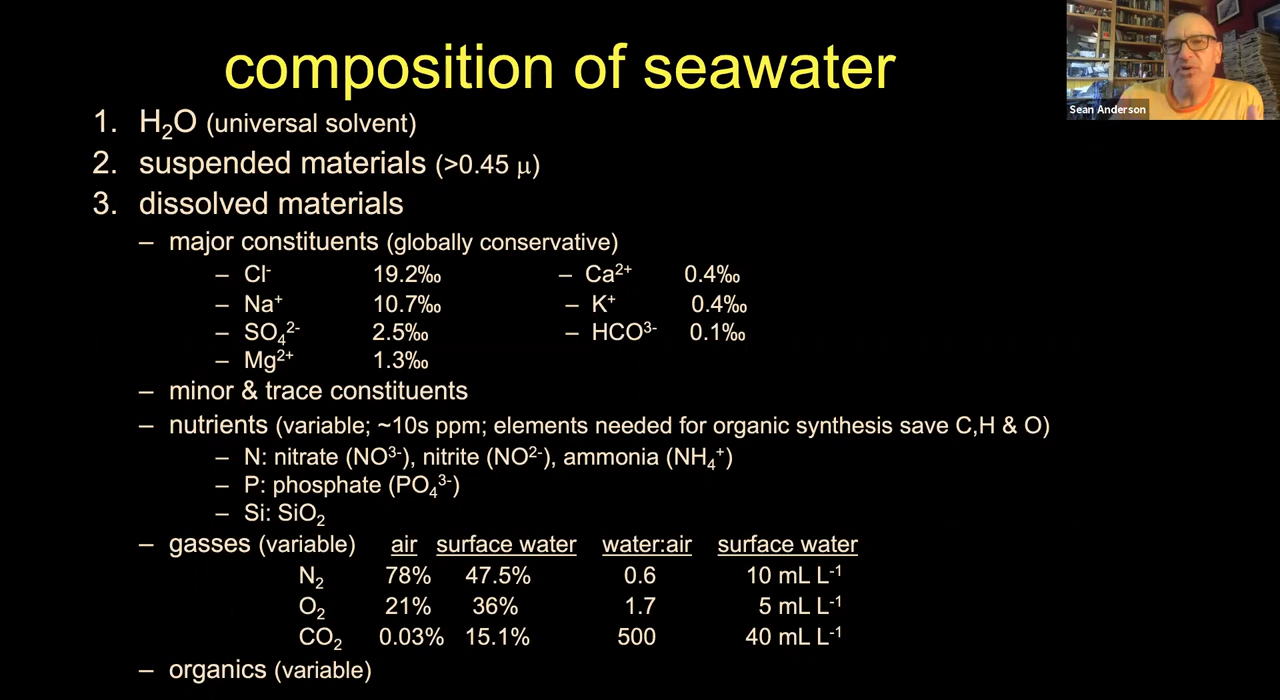 composition of seawater
Sean Anderson
1. H₂O (universal solvent)
2. suspended materials (>0.45 μ)
3. dissolved materials
– major constituents (globally conservative)
– Cl⁻ 19.2‰ – Ca²⁺ 0.4‰
– Na⁺ 10.7‰ – K⁺ 0.4‰
– SO₄²⁻ 2.5‰ – HCO³⁻ 0.1‰
– Mg²⁺ 1.3‰
– minor & trace constituents
– nutrients (variable; ~10s ppm; elements needed for organic synthesis save C,H & O)
– N: nitrate (NO³⁻), nitrite (NO²⁻), ammonia (NH₄⁺)
– P: phosphate (PO₄³⁻)
– Si: SiO₂
– gasses (variable) air surface water water:air surface water
N₂ 78% 47.5% 0.6 10 mL L⁻¹
O₂ 21% 36% 1.7 5 mL L⁻¹
CO₂ 0.03% 15.1% 500 40 mL L⁻¹
– organics (variable)